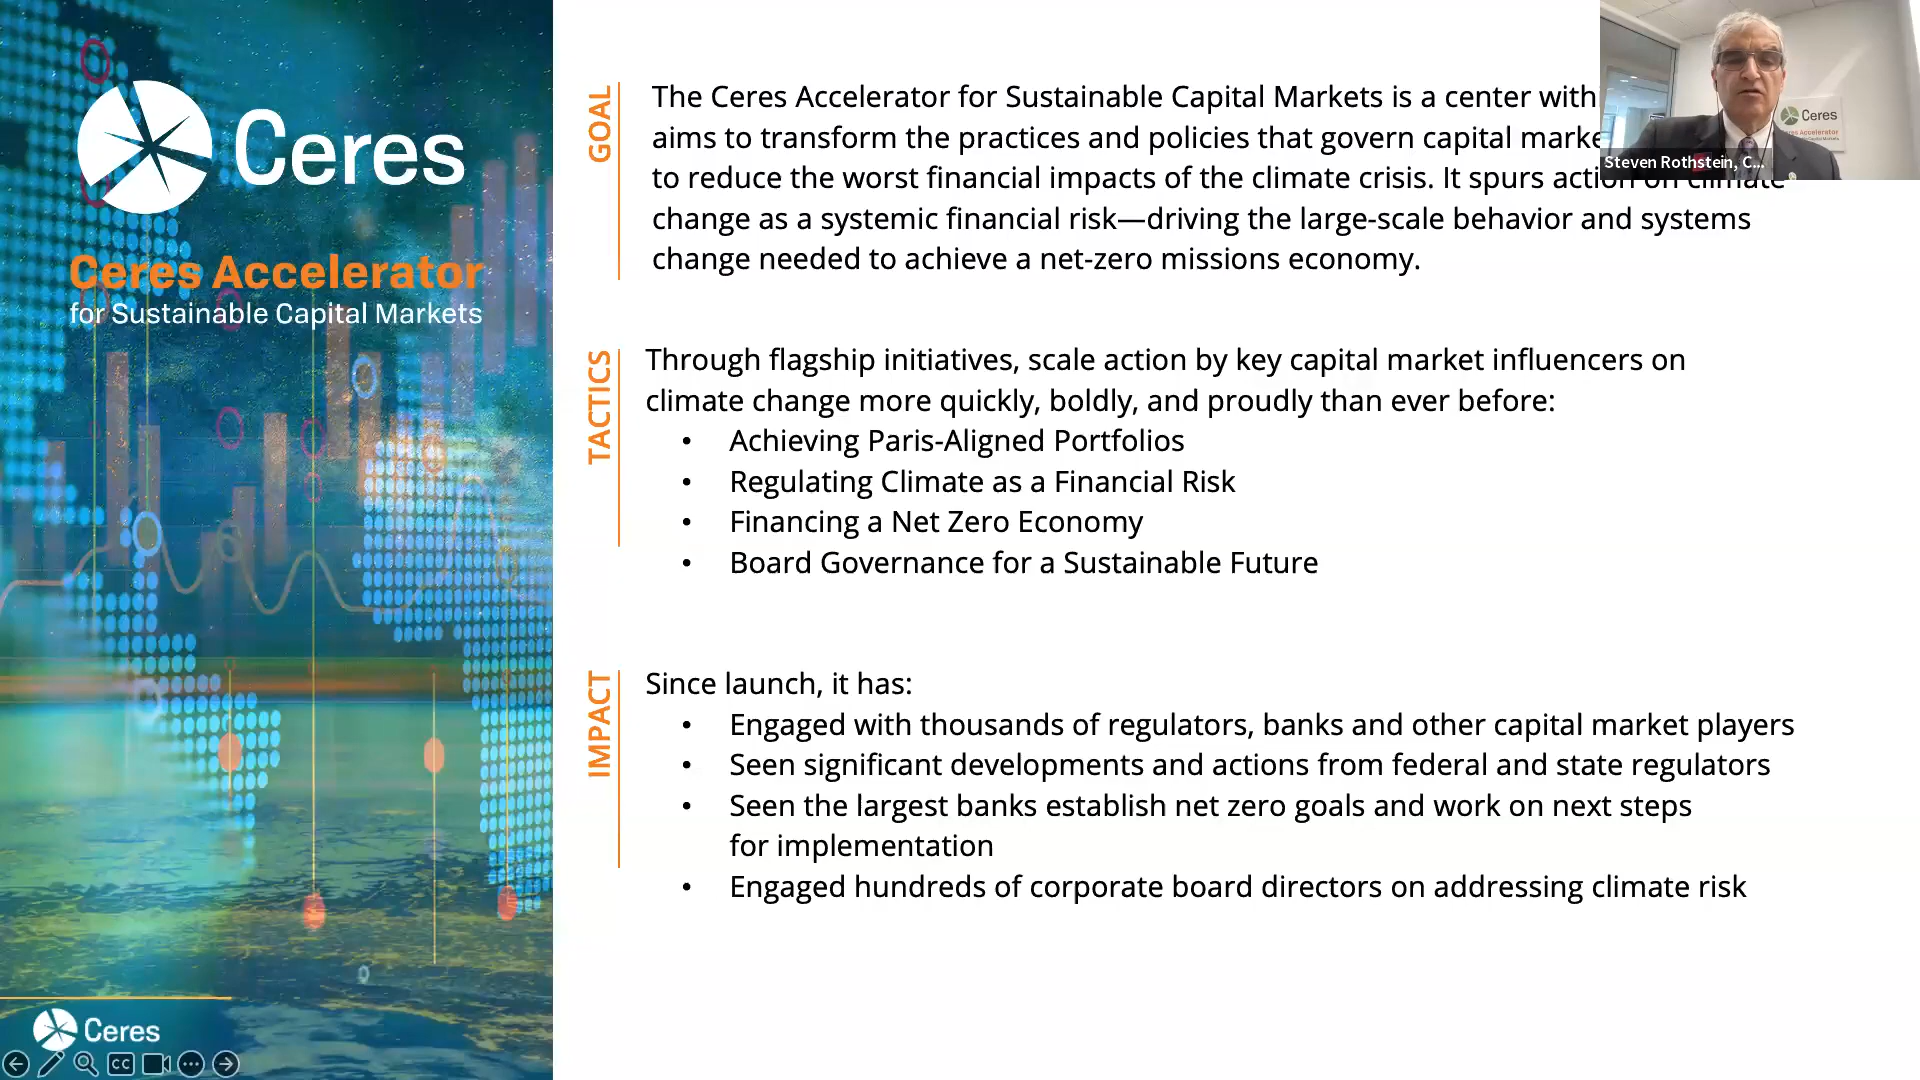 Ceres
Ceres Accelerator
for Sustainable Capital Markets
GOAL
The Ceres Accelerator for Sustainable Capital Markets is a center with
aims to transform the practices and policies that govern capital marke
to reduce the worst financial impacts of the climate crisis. It spurs action on climate
change as a systemic financial risk—driving the large-scale behavior and systems
change needed to achieve a net-zero missions economy.
TACTICS
Through flagship initiatives, scale action by key capital market influencers on
climate change more quickly, boldly, and proudly than ever before:
• Achieving Paris-Aligned Portfolios
• Regulating Climate as a Financial Risk
• Financing a Net Zero Economy
• Board Governance for a Sustainable Future
IMPACT
Since launch, it has:
• Engaged with thousands of regulators, banks and other capital market players
• Seen significant developments and actions from federal and state regulators
• Seen the largest banks establish net zero goals and work on next steps
for implementation
• Engaged hundreds of corporate board directors on addressing climate risk
Ceres
Accelerator
Steven Rothstein, C...
Ceres
CC